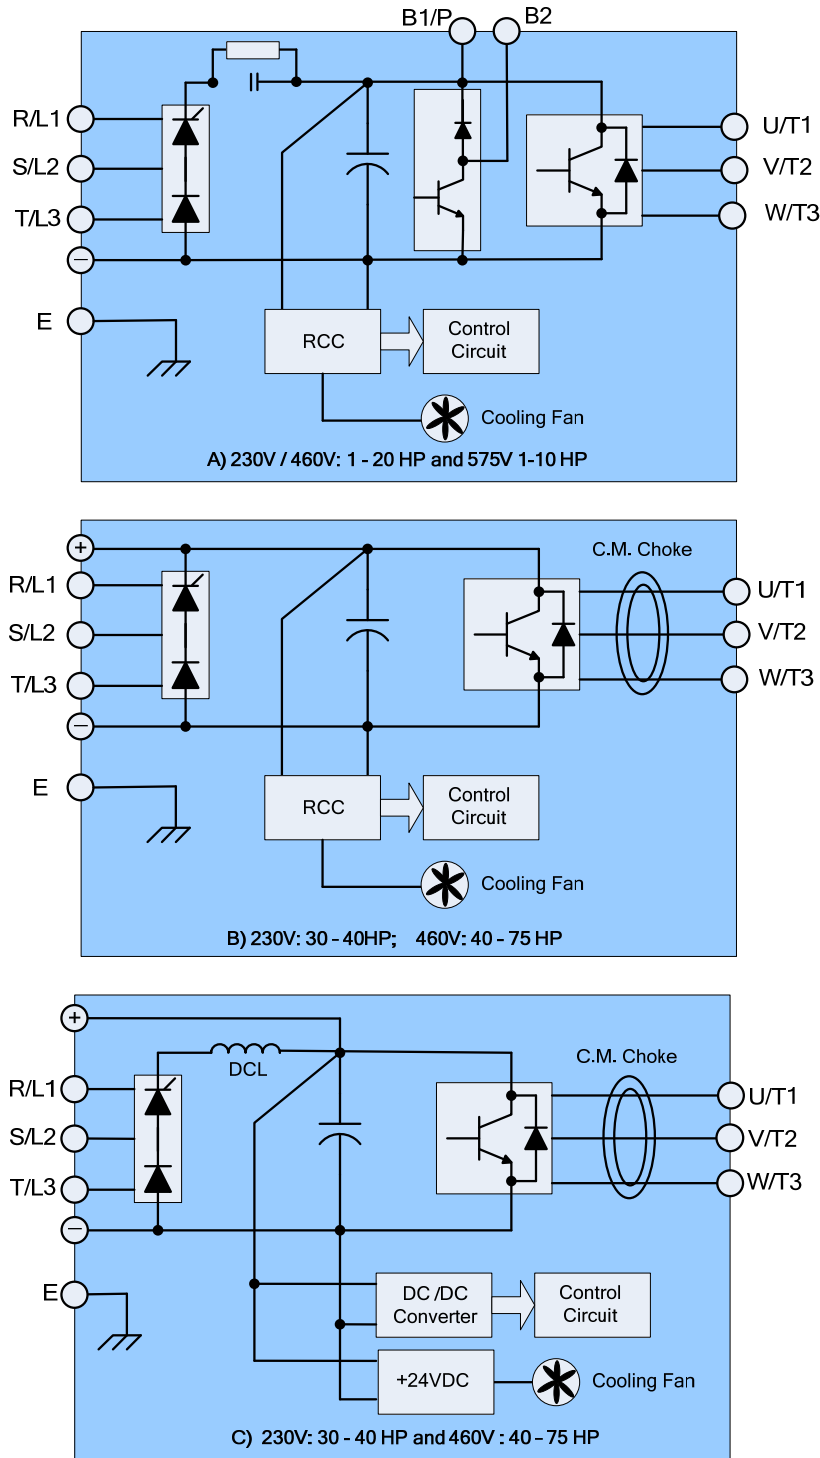 B1/P
B2
R/L1
S/L2
T/L3
−
E
U/T1
V/T2
W/T3
RCC
Control
Circuit
Cooling Fan
A) 230V / 460V: 1 - 20 HP and 575V 1-10 HP
+
R/L1
S/L2
T/L3
−
E
C.M. Choke
U/T1
V/T2
W/T3
RCC
Control
Circuit
Cooling Fan
B) 230V: 30 - 40HP; 460V: 40 - 75 HP
+
R/L1
S/L2
T/L3
−
E
DCL
C.M. Choke
U/T1
V/T2
W/T3
DC /DC
Converter
Control
Circuit
+24VDC
Cooling Fan
C) 230V: 30 - 40 HP and 460V : 40 - 75 HP